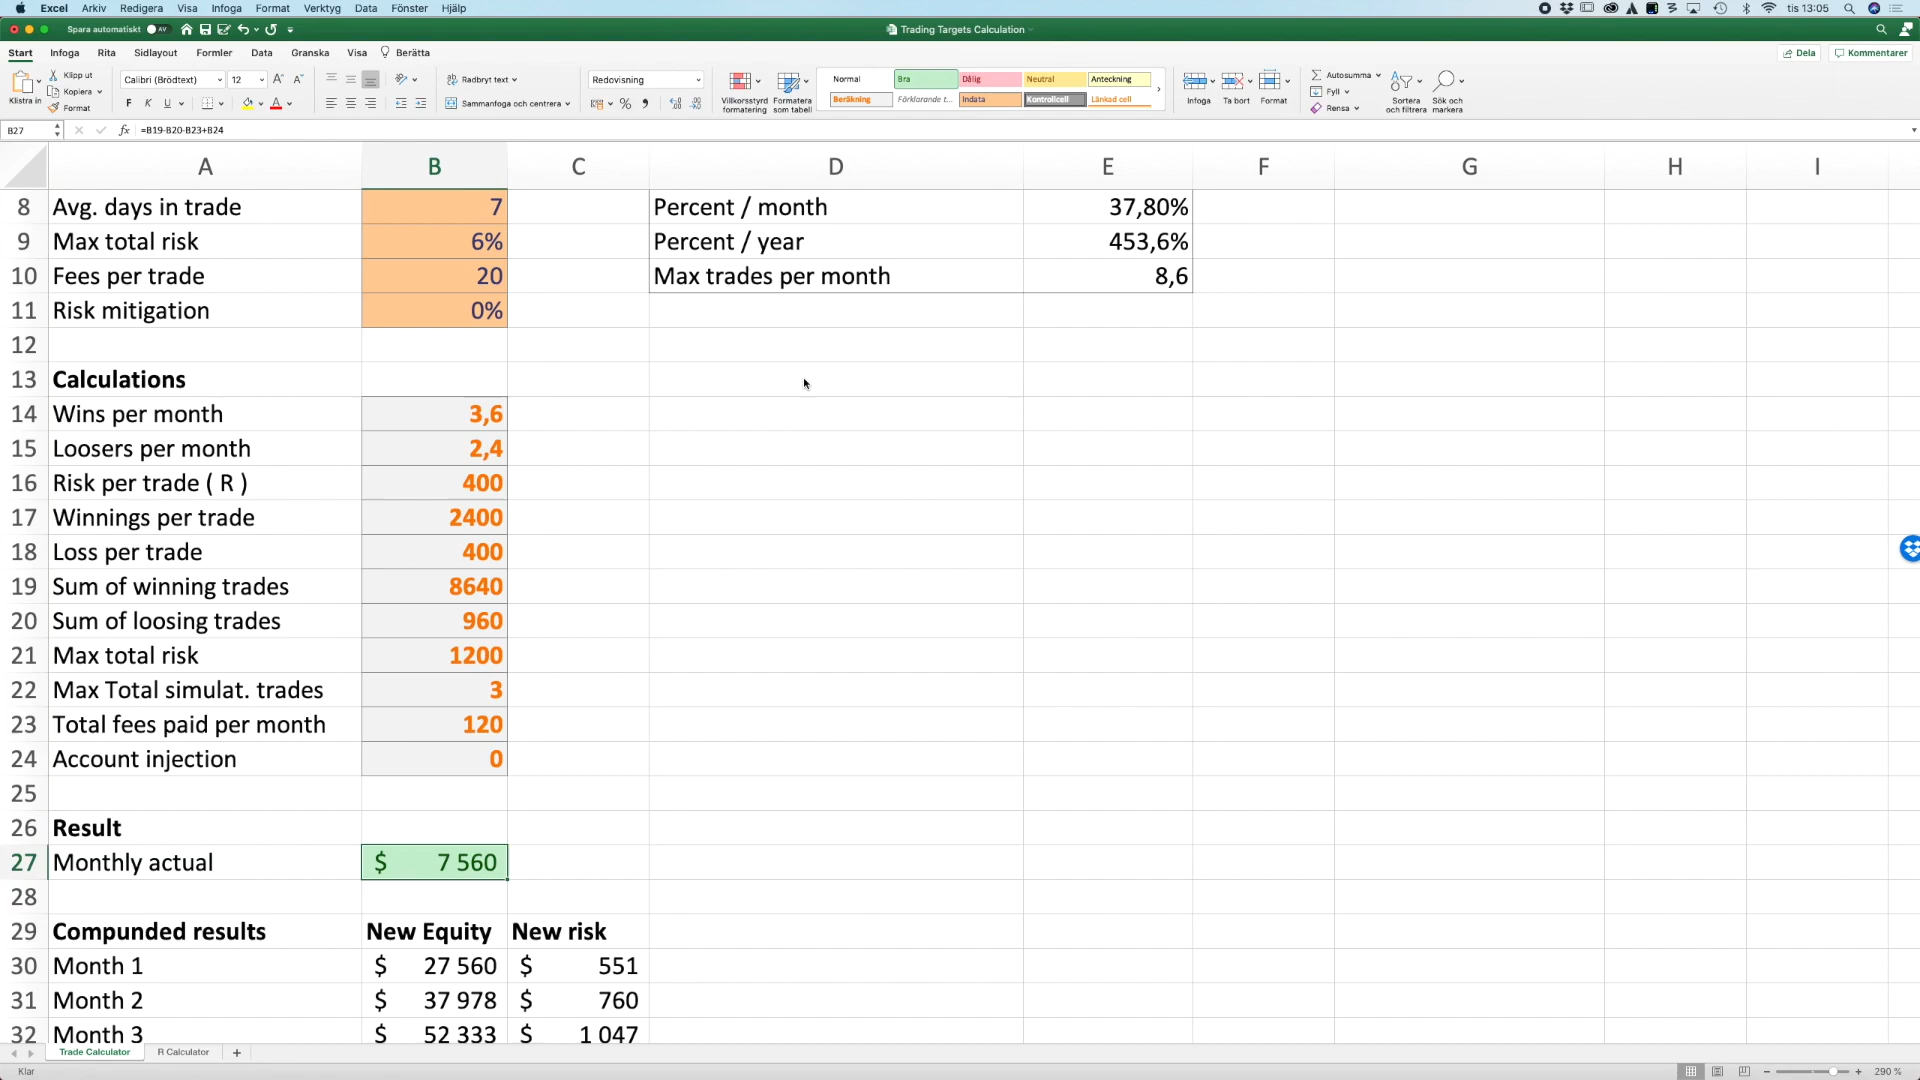 Excel Arkiv Redigera Visa Infoga Format Verktyg Data Fönster Hjälp tis 13:05
Spara automatiskt AV Trading Targets Calculation
Start Infoga Rita Sidlayout Formler Data Granska Visa Berätta Dela Kommentarer
Klistra in Klipp ut Kopiera Format
Calibri (Brödtext) 12
F K U
Radbryt text
Sammanfoga och centrera
Redovisning
Villkorsstyrd formatering Formatera som tabell
Normal Bra Dålig Neutral Anteckning
Beräkning Förklarande t... Indata Kontrollcell Länkad cell
Infoga Ta bort Format
Autosumma
Fyll
Rensa
Sortera och filtrera Sök och markera
B27 fx =B19-B20-B23+B24
A B C D E F G H I
8 Avg. days in trade 7 Percent / month 37,80%
9 Max total risk 6% Percent / year 453,6%
10 Fees per trade 20 Max trades per month 8,6
11 Risk mitigation 0%
12
13 Calculations
14 Wins per month 3,6
15 Loosers per month 2,4
16 Risk per trade ( R ) 400
17 Winnings per trade 2400
18 Loss per trade 400
19 Sum of winning trades 8640
20 Sum of loosing trades 960
21 Max total risk 1200
22 Max Total simulat. trades 3
23 Total fees paid per month 120
24 Account injection 0
25
26 Result
27 Monthly actual $ 7 560
28
29 Compunded results New Equity New risk
30 Month 1 $ 27 560 $ 551
31 Month 2 $ 37 978 $ 760
32 Month 3 $ 52 333 $ 1 047
Trade Calculator R Calculator +
Klar 290 %